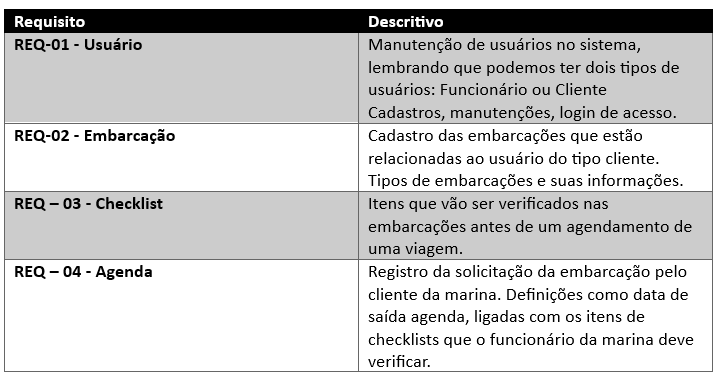 Requisito Descritivo
REQ-01 - Usuário
Manutenção de usuários no sistema,
lembrando que podemos ter dois tipos de
usuários: Funcionário ou Cliente
Cadastros, manutenções, login de acesso.
REQ-02 - Embarcação
Cadastro das embarcações que estão
relacionadas ao usuário do tipo cliente.
Tipos de embarcações e suas informações.
REQ – 03 - Checklist
Itens que vão ser verificados nas
embarcações antes de um agendamento de
uma viagem.
REQ – 04 - Agenda
Registro da solicitação da embarcação pelo
cliente da marina. Definições como data de
saída agenda, ligadas com os itens de
checklists que o funcionário da marina deve
verificar.